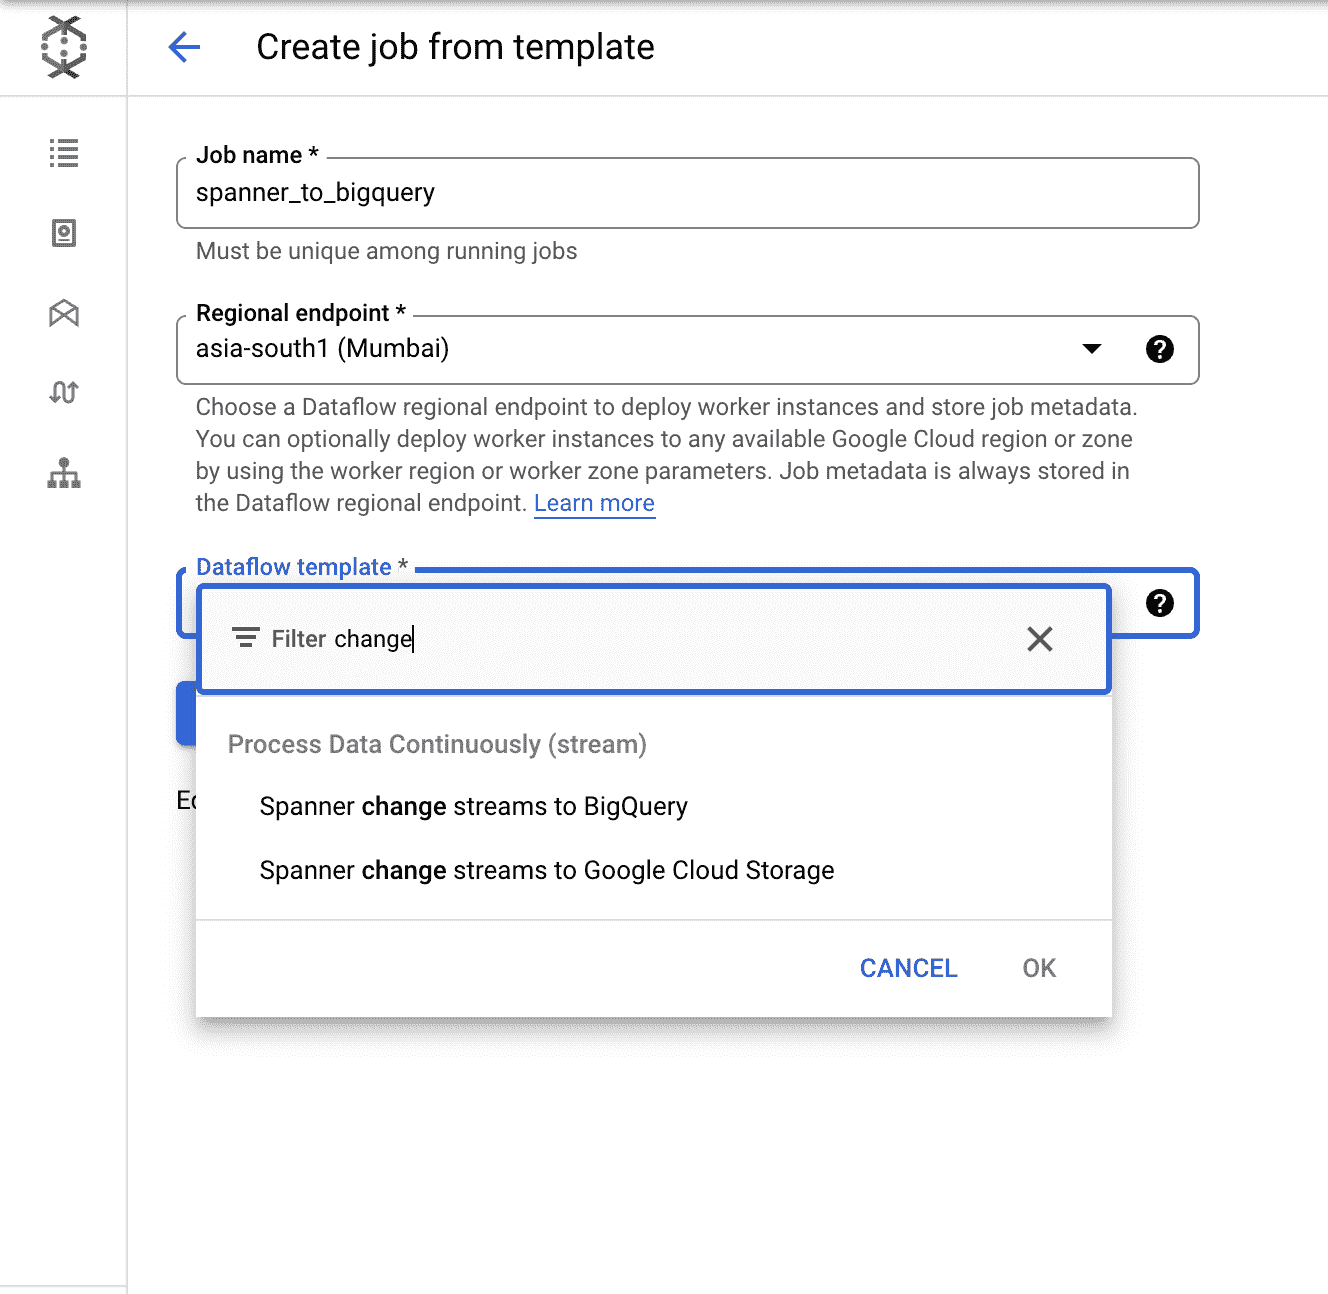 Create job from template
Job name *
spanner_to_bigquery
Must be unique among running jobs
Regional endpoint *
asia-south1 (Mumbai)
Choose a Dataflow regional endpoint to deploy worker instances and store job metadata.
You can optionally deploy worker instances to any available Google Cloud region or zone
by using the worker region or worker zone parameters. Job metadata is always stored in
the Dataflow regional endpoint. Learn more
Dataflow template *
Filter change
Process Data Continuously (stream)
Spanner change streams to BigQuery
Spanner change streams to Google Cloud Storage
CANCEL OK